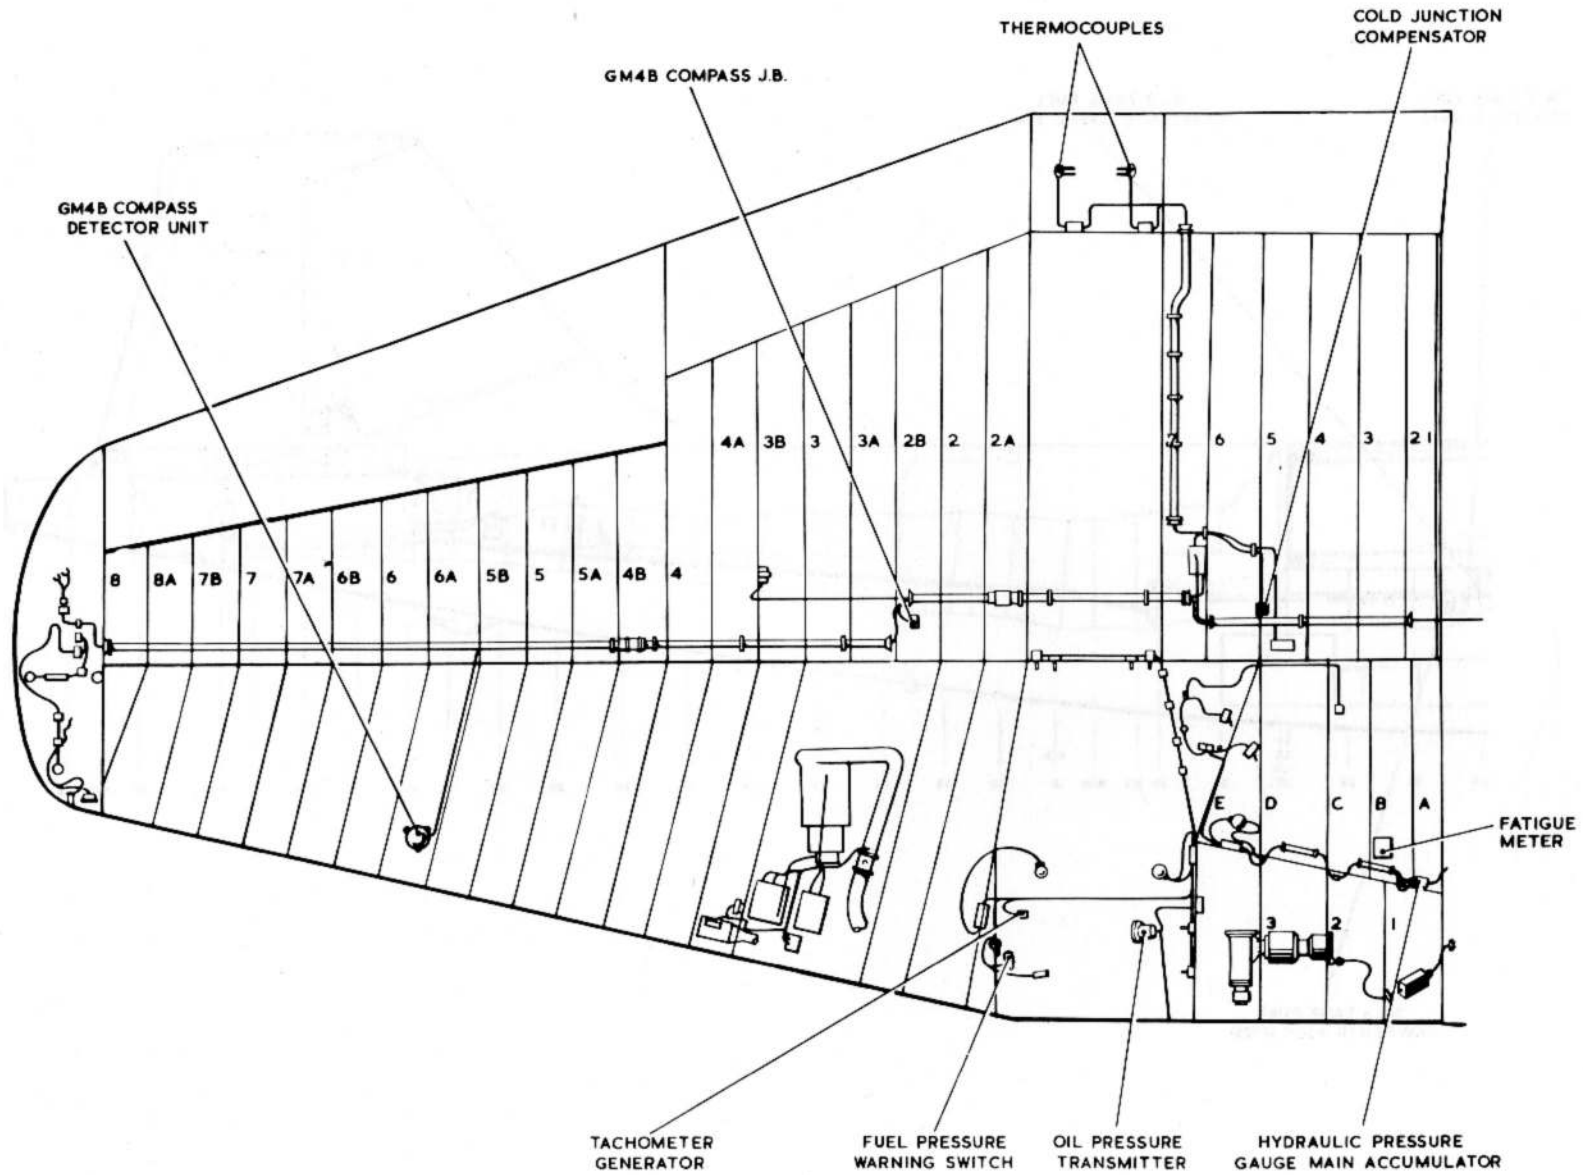 COLD JUNCTION
COMPENSATOR
THERMOCOUPLES
GM4B COMPASS J.B.
GM4B COMPASS
DETECTOR UNIT
4A 3B 3 3A 2B 2 2A 7 6 5 4 3 2 1
8 8A 7B 7 7A 6B 6 6A 5B 5 5A 4B 4
E D C B A
FATIGUE
METER
3 2 1
TACHOMETER
GENERATOR
FUEL PRESSURE
WARNING SWITCH
OIL PRESSURE
TRANSMITTER
HYDRAULIC PRESSURE
GAUGE MAIN ACCUMULATOR